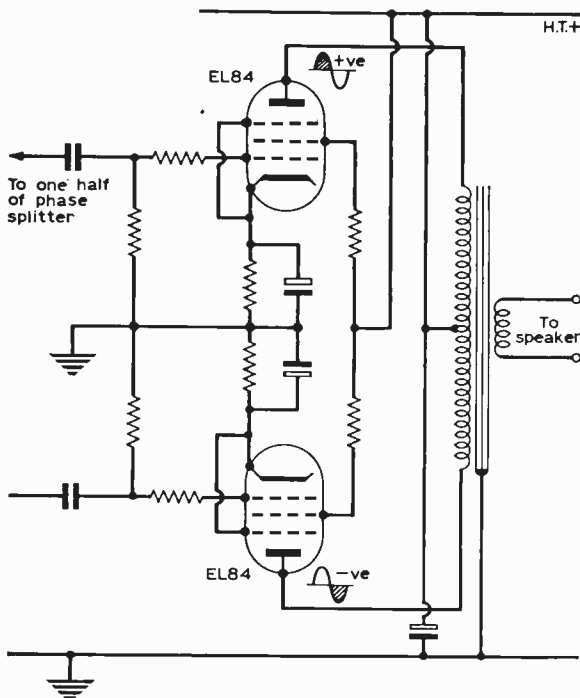 H.T.+
EL84
+ve
To one half
of phase
splitter
To
speaker
EL84
-ve